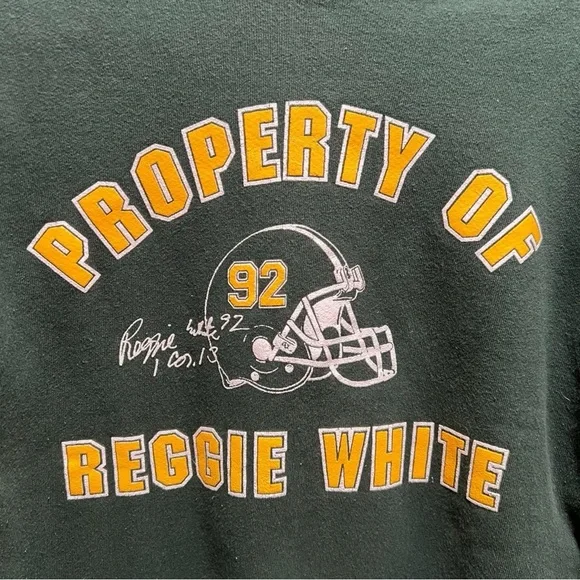 PROPERTY OF
92
Reggie White 92
1 Cor. 13
REGGIE WHITE